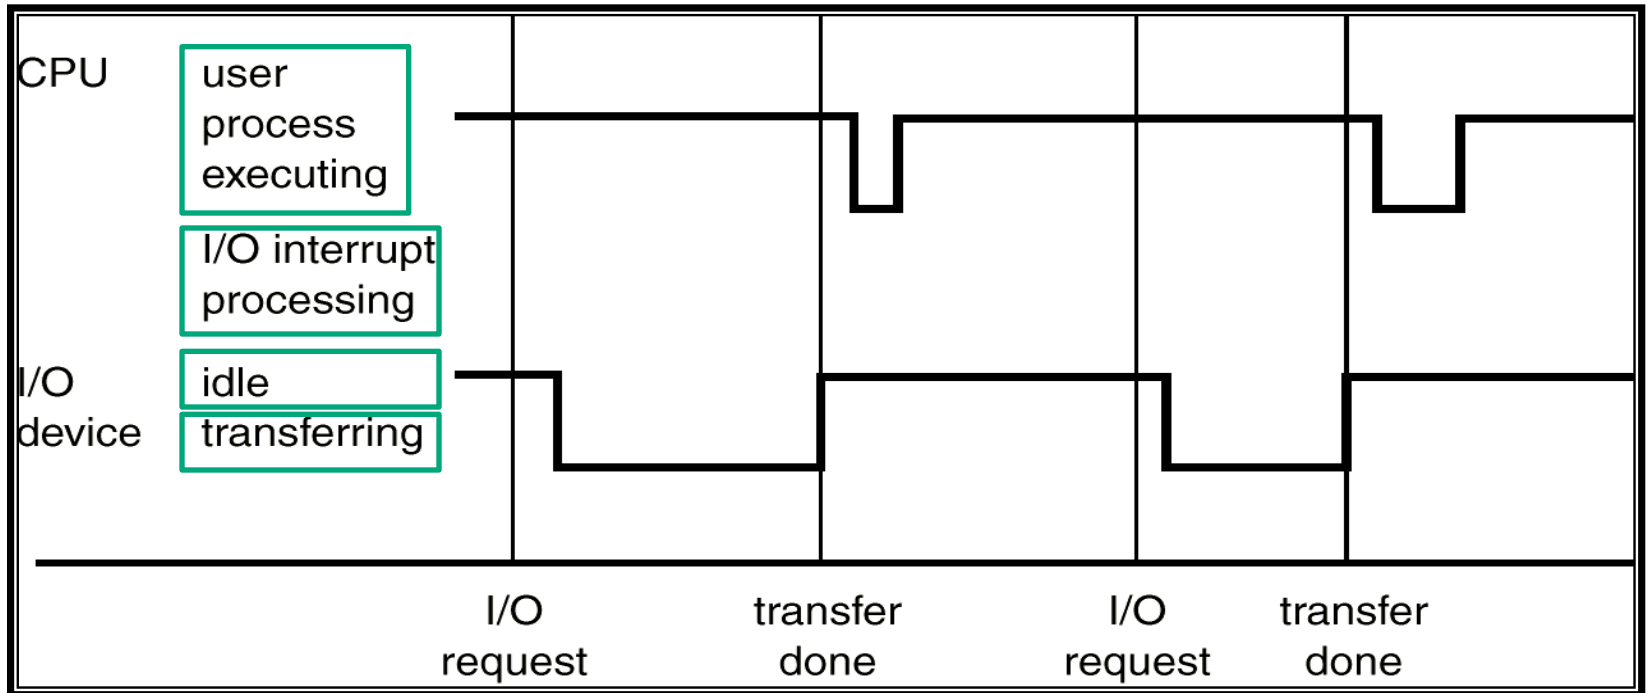 CPU
user
process
executing
I/O interrupt
processing
I/O
device
idle
transferring
I/O
request
transfer
done
I/O
request
transfer
done